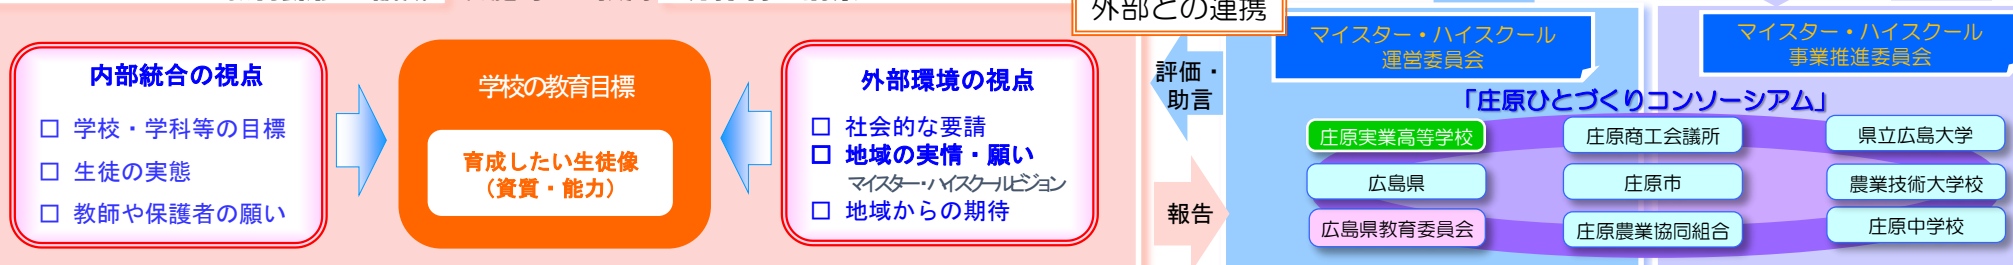 外部との連携
内部統合の視点
□ 学校・学科等の目標
□ 生徒の実態
□ 教師や保護者の願い
学校の教育目標
育成したい生徒像
（資質・能力）
外部環境の視点
□ 社会的な要請
□ 地域の実情・願い
マイスター・ハイスクールビジョン
□ 地域からの期待
評価・
助言
報告
マイスター・ハイスクール
運営委員会
マイスター・ハイスクール
事業推進委員会
「庄原ひとづくりコンソーシアム」
庄原実業高等学校
庄原商工会議所
県立広島大学
広島県
庄原市
農業技術大学校
広島県教育委員会
庄原農業協同組合
庄原中学校